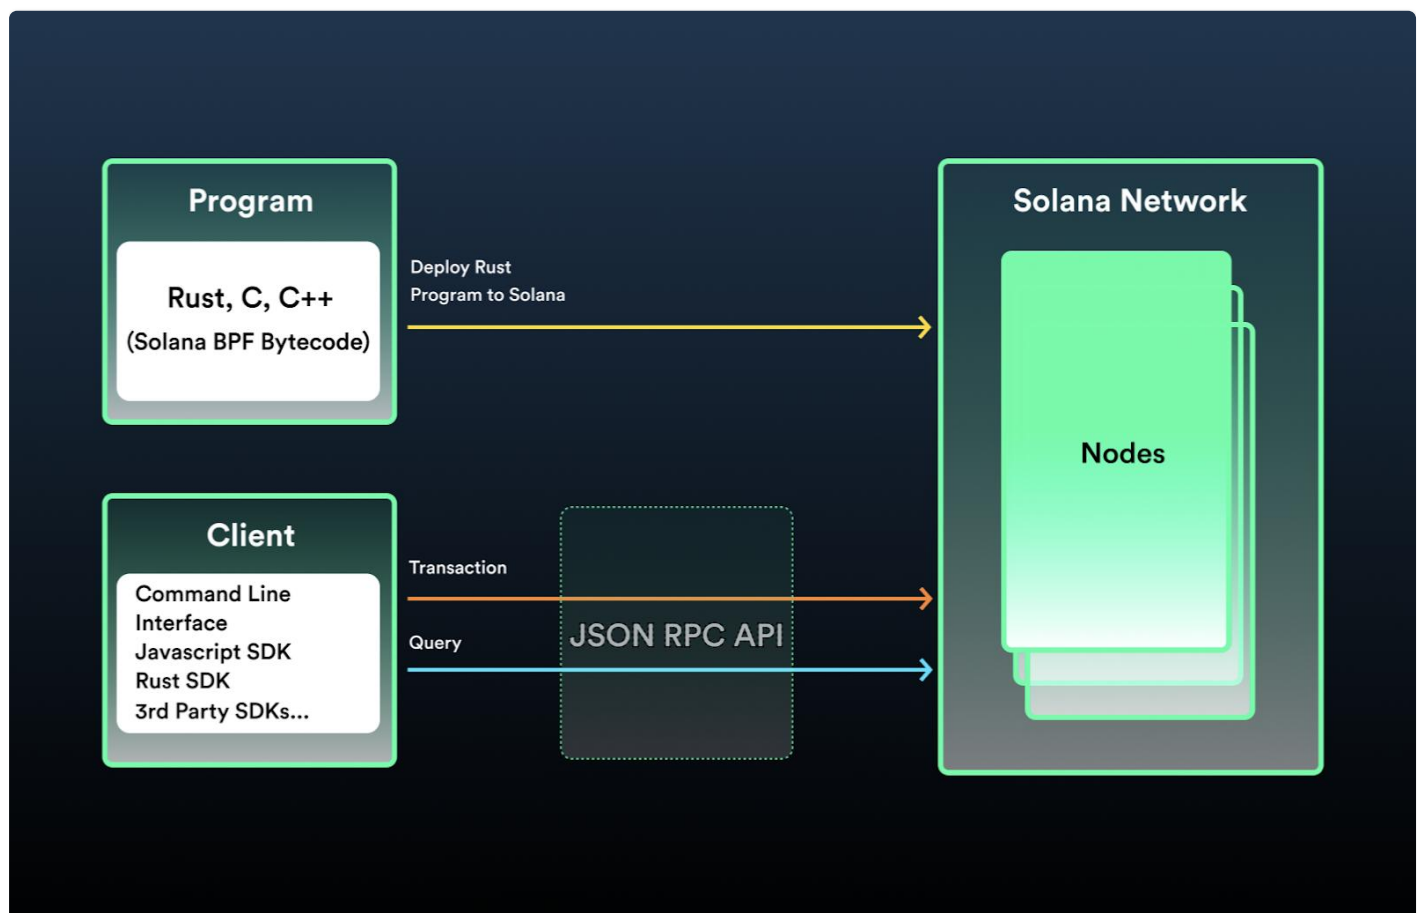 Program
Rust, C, C++
(Solana BPF Bytecode)
Deploy Rust
Program to Solana
Solana Network
Nodes
Client
Command Line
Interface
Javascript SDK
Rust SDK
3rd Party SDKs...
Transaction
Query
JSON RPC API